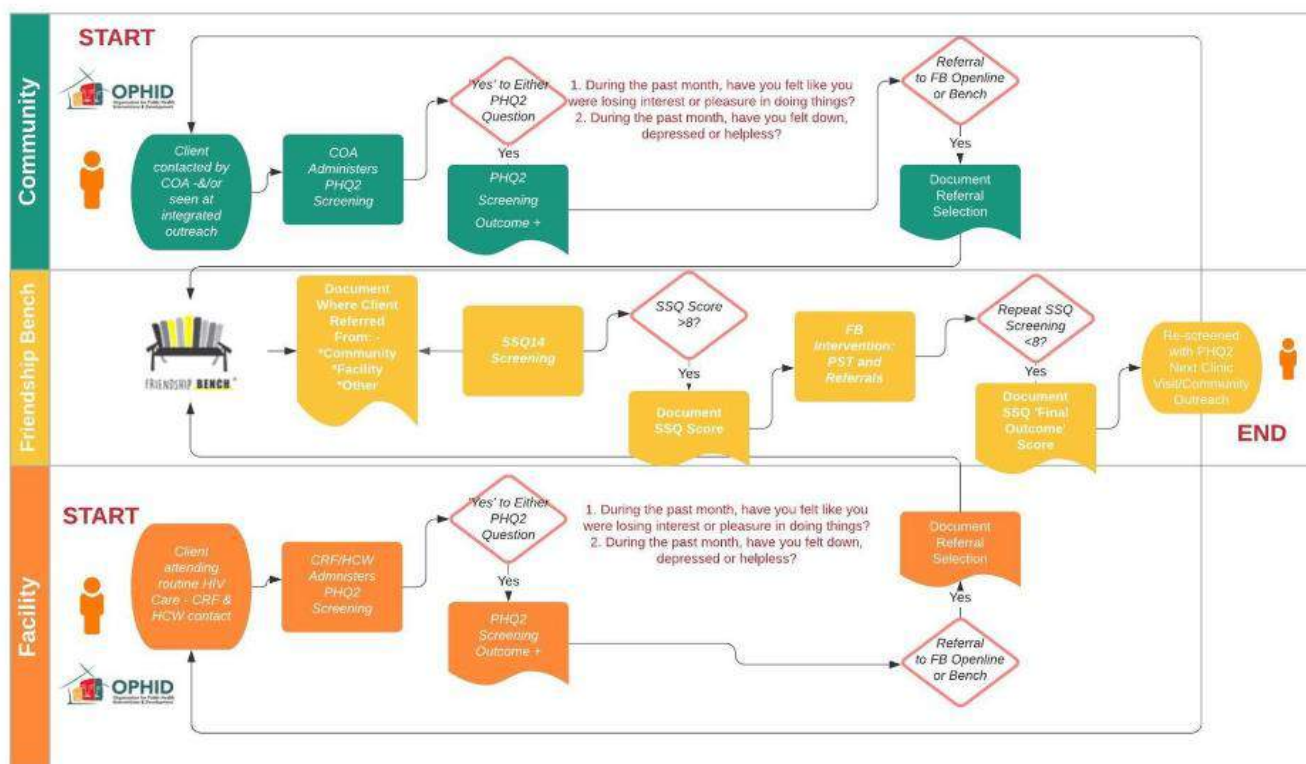 Community
START
OPHID
Client
contacted by
COA -&/or
seen at
integrated
outreach
COA
Administers
PHQ2
Screening
'Yes' to Either
PHQ2
Question
Yes
PHQ2
Screening
Outcome +
1. During the past month, have you felt like you
were losing interest or pleasure in doing things?
2. During the past month, have you felt down,
depressed or helpless?
Referral
to FB Openline
or Bench
Yes
Document
Referral
Selection
Friendship Bench
FRIENDSHIP BENCH
Document
Where Client
Referred
From: -
*Community
*Facility
*Other
SSQ14
Screening
SSQ Score
>8?
Yes
Document
SSQ Score
FB
Intervention:
PST and
Referrals
Repeat SSQ
Screening
<8?
Yes
Document
SSQ 'Final
Outcome'
Score
Re-screened
with PHQ2
Next Clinic
Visit/Community
Outreach
END
Facility
START
Client
attending
routine HIV
Care - CRF &
HCW contact
OPHID
CRF/HCW
Administers
PHQ2
Screening
'Yes' to Either
PHQ2
Question
Yes
PHQ2
Screening
Outcome +
1. During the past month, have you felt like you
were losing interest or pleasure in doing things?
2. During the past month, have you felt down,
depressed or helpless?
Document
Referral
Selection
Yes
Referral
to FB Openline
or Bench